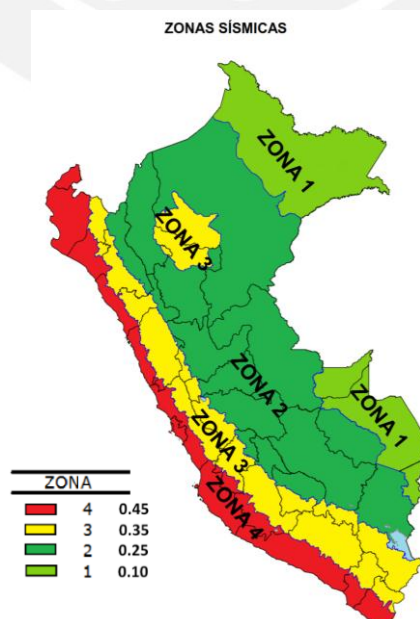 ZONAS SÍSMICAS
ZONA 1
ZONA 3
ZONA 2
ZONA 1
ZONA 3
ZONA 4
ZONA
4 0.45
3 0.35
2 0.25
1 0.10